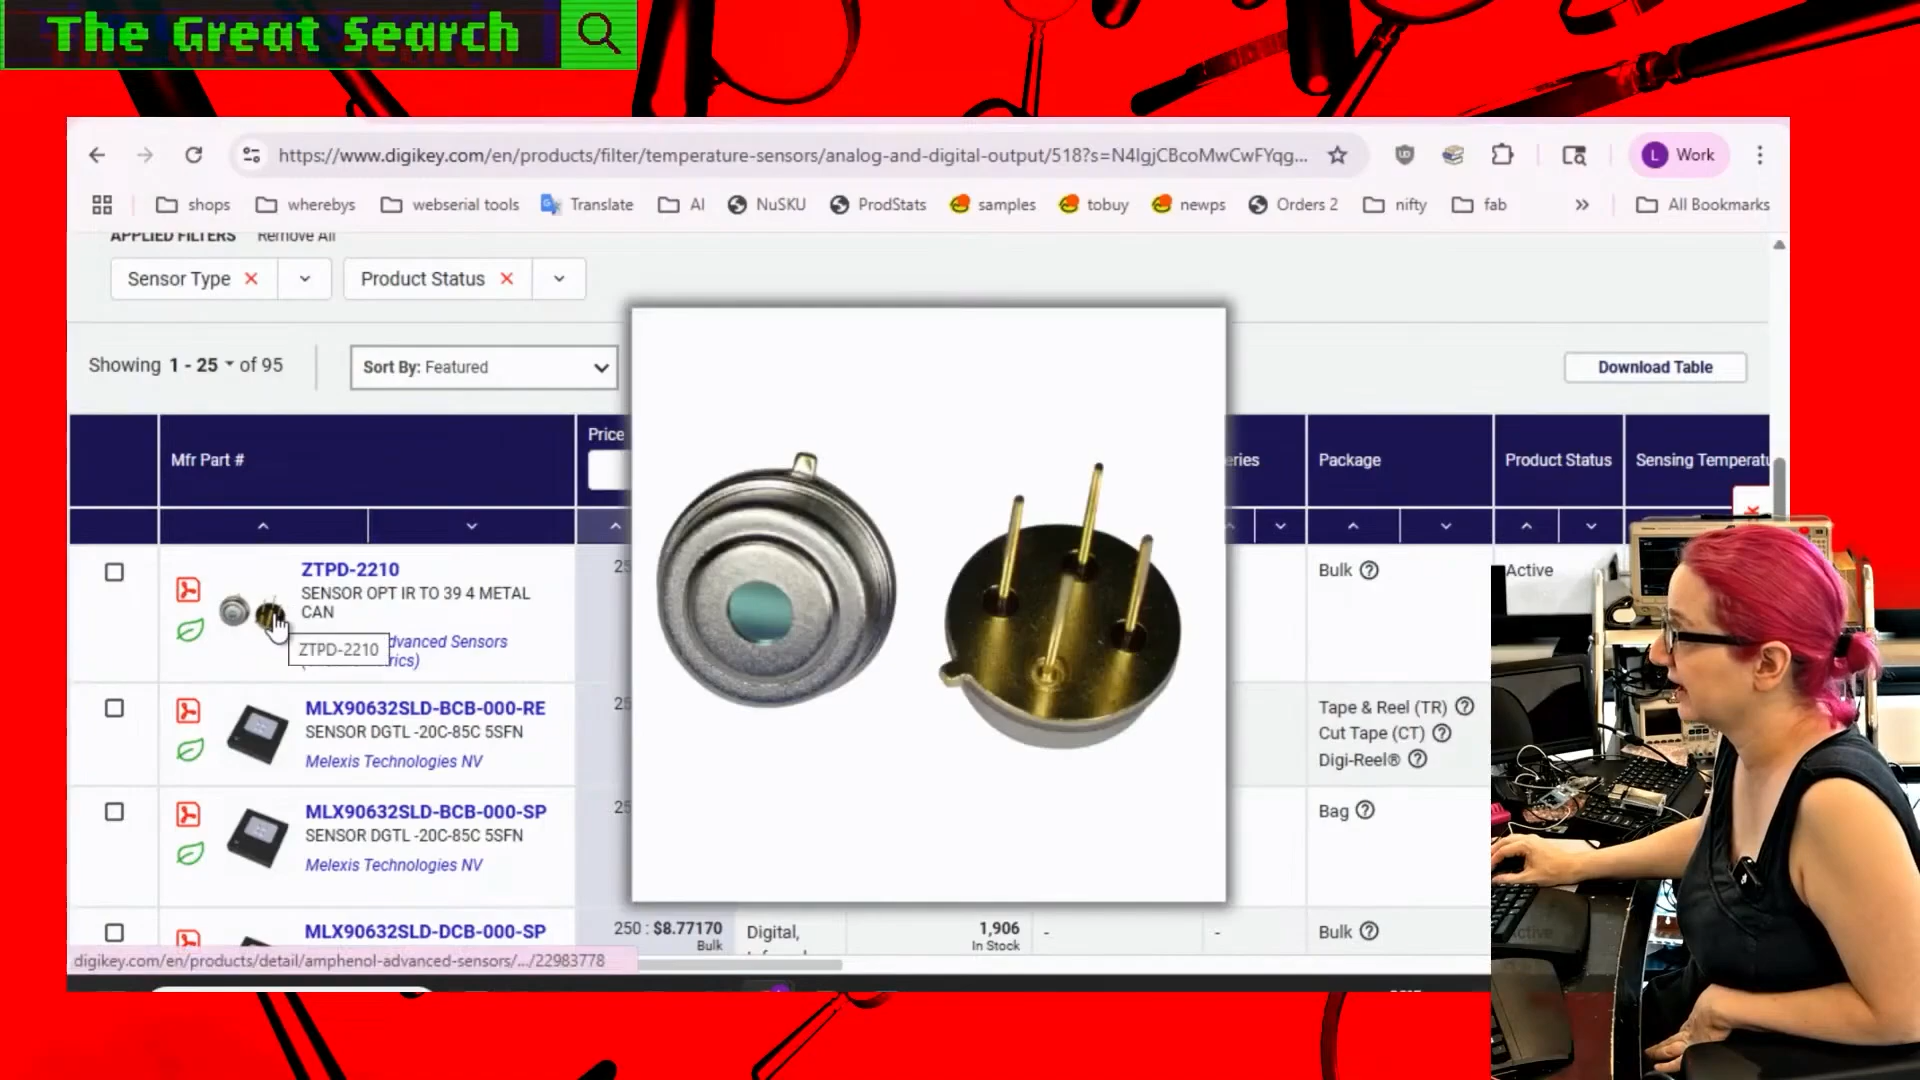 The Great Search
https://www.digikey.com/en/products/filter/temperature-sensors/analog-and-digital-output/518?s=N4IgjCBcoMwCwFYqg...
L Work
shops
wherebys
webserial tools
Translate
AI
NuSKU
ProdStats
samples
tobuy
newps
Orders 2
nifty
fab
All Bookmarks
APPLIED FILTERS Remove All
Sensor Type
Product Status
Showing 1 - 25 of 95
Sort By: Featured
Download Table
Mfr Part #
Price
Package
Product Status
ZTPD-2210
SENSOR OPT IR TO 39 4 METAL
CAN
ZTPD-2210
Bulk
Active
MLX90632SLD-BCB-000-RE
SENSOR DGTL -20C-85C 5SFN
Melexis Technologies NV
Tape & Reel (TR)
Cut Tape (CT)
Digi-Reel®
MLX90632SLD-BCB-000-SP
SENSOR DGTL -20C-85C 5SFN
Melexis Technologies NV
Bag
MLX90632SLD-DCB-000-SP
250 : $8.77170
Bulk
Digital,
1,906
In Stock
-
-
Bulk
digikey.com/en/products/detail/amphenol-advanced-sensors/.../22983778